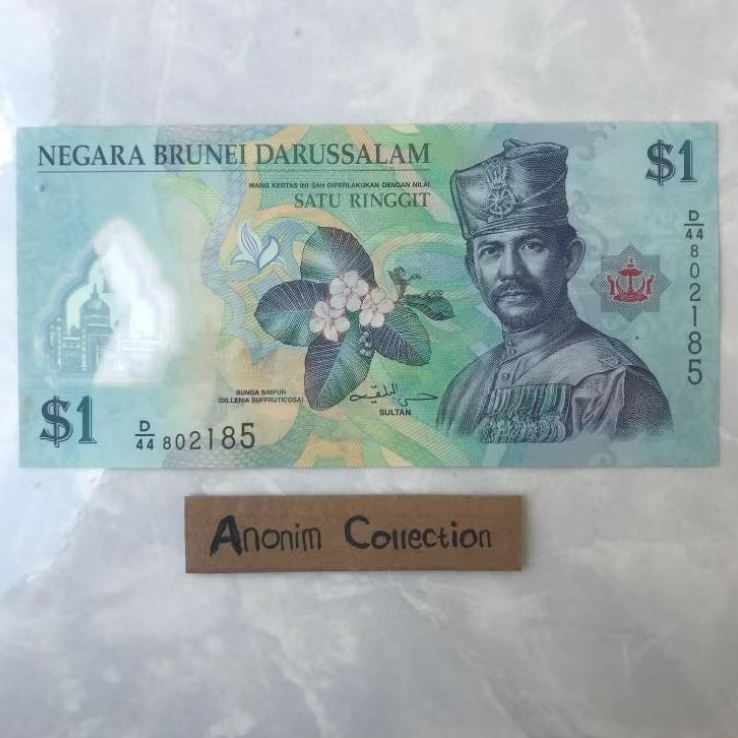 NEGARA BRUNEI DARUSSALAM
$1
WANG KERTAS INI SAH DIPERLAKUKAN DENGAN NILAI
SATU RINGGIT
D/44 802185
BUNGA SIMPUR
(DILLENIA SUFFRUTICOSA)
SULTAN
$1
D/44 802185
Anonim Collection